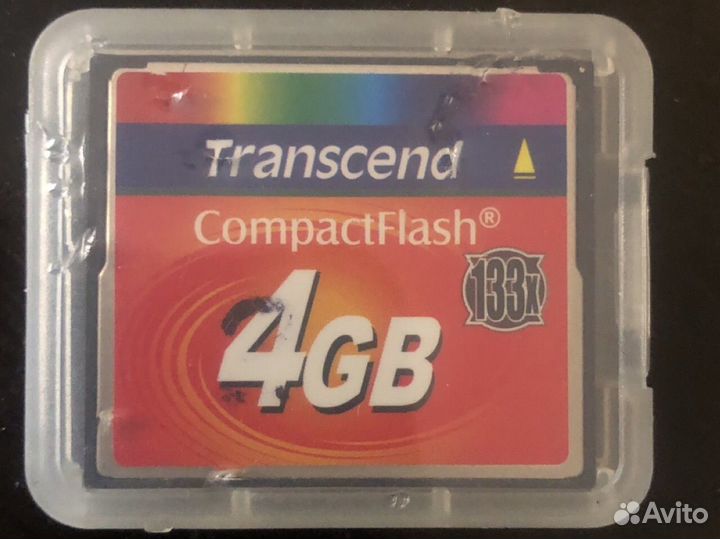 Transcend
CompactFlash®
133x
4GB
Avito